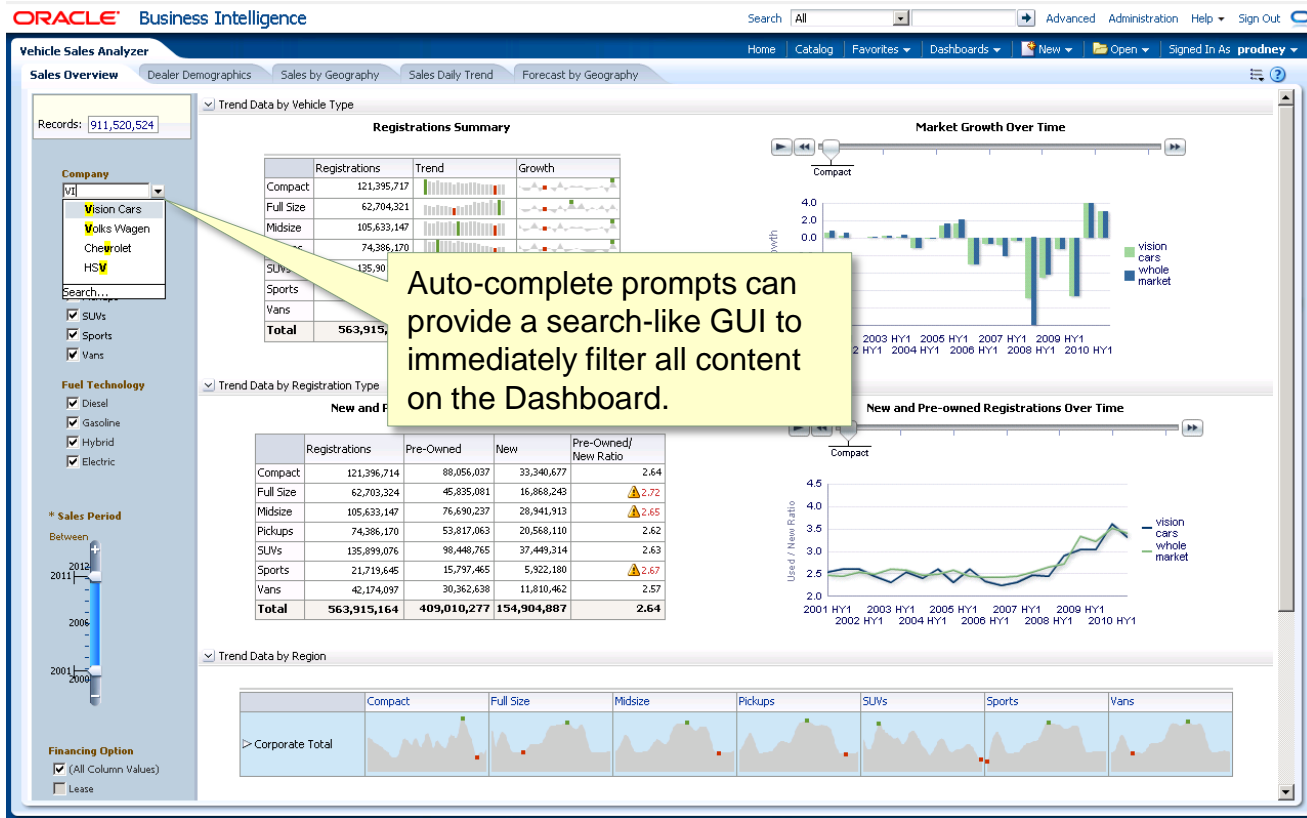 ORACLE Business Intelligence
Search All Advanced Administration Help Sign Out
Vehicle Sales Analyzer
Home Catalog Favorites Dashboards New Open Signed In As prodney
Sales Overview Dealer Demographics Sales by Geography Sales Daily Trend Forecast by Geography
Records: 911,520,524
Company
VI
Vision Cars
Volks Wagen
Chevrolet
HSV
Search...
SUVs
Sports
Vans
Fuel Technology
Diesel
Gasoline
Hybrid
Electric
* Sales Period
Between
2012
2011
2006
2001
2000
Financing Option
(All Column Values)
Lease
Trend Data by Vehicle Type
Registrations Summary
Registrations Trend Growth
Compact 121,395,717
Full Size 62,704,321
Midsize 105,633,147
74,386,170
SUVs 135,90
Sports
Vans
Total 563,915,
Market Growth Over Time
Compact
4.0
2.0
0.0
vision
cars
whole
market
2003 HY1 2005 HY1 2007 HY1 2009 HY1
2 HY1 2004 HY1 2006 HY1 2008 HY1 2010 HY1
Auto-complete prompts can
provide a search-like GUI to
immediately filter all content
on the Dashboard.
Trend Data by Registration Type
New and P
Registrations Pre-Owned New Pre-Owned/
New Ratio
Compact 121,396,714 88,056,037 33,340,677 2.64
Full Size 62,703,324 45,835,081 16,868,243 2.72
Midsize 105,633,147 76,690,237 28,941,913 2.65
Pickups 74,386,170 53,817,063 20,568,110 2.62
SUVs 135,899,076 98,448,765 37,449,314 2.63
Sports 21,719,645 15,797,465 5,922,180 2.67
Vans 42,174,097 30,362,638 11,810,462 2.57
Total 563,915,164 409,010,277 154,904,887 2.64
New and Pre-owned Registrations Over Time
Compact
Used / New Ratio
4.5
4.0
3.5
3.0
2.5
2.0
vision
cars
whole
market
2001 HY1 2003 HY1 2005 HY1 2007 HY1 2009 HY1
2002 HY1 2004 HY1 2006 HY1 2008 HY1 2010 HY1
Trend Data by Region
Compact Full Size Midsize Pickups SUVs Sports Vans
Corporate Total